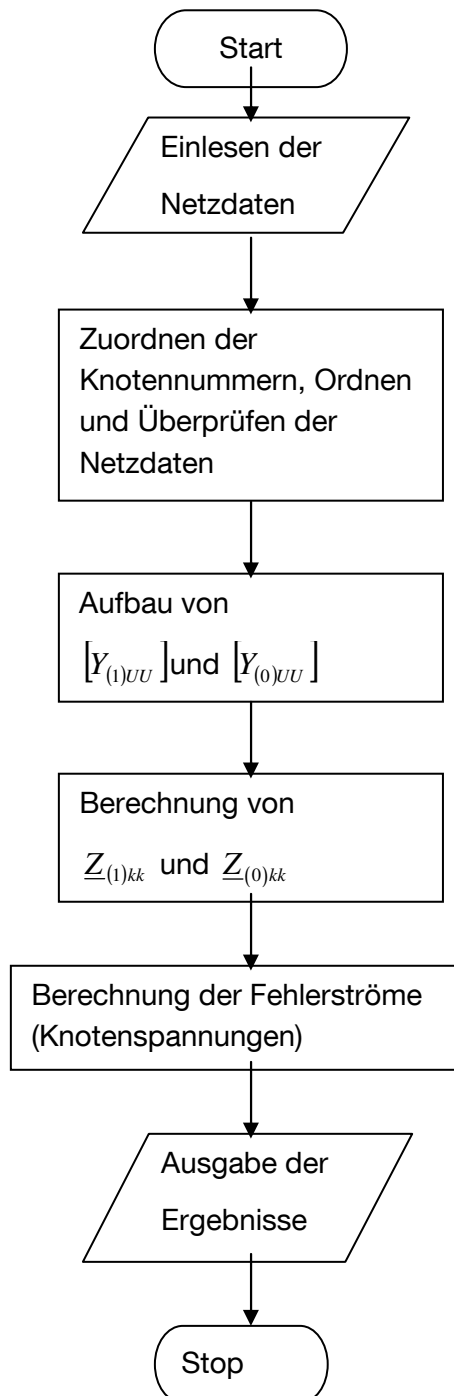 Start
Einlesen der
Netzdaten
Zuordnen der
Knotennummern, Ordnen
und Überprüfen der
Netzdaten
Aufbau von
[Y₍₁₎UU] und [Y₍₀₎UU]
Berechnung von
Z₍₁₎kk und Z₍₀₎kk
Berechnung der Fehlerströme
(Knotenspannungen)
Ausgabe der
Ergebnisse
Stop